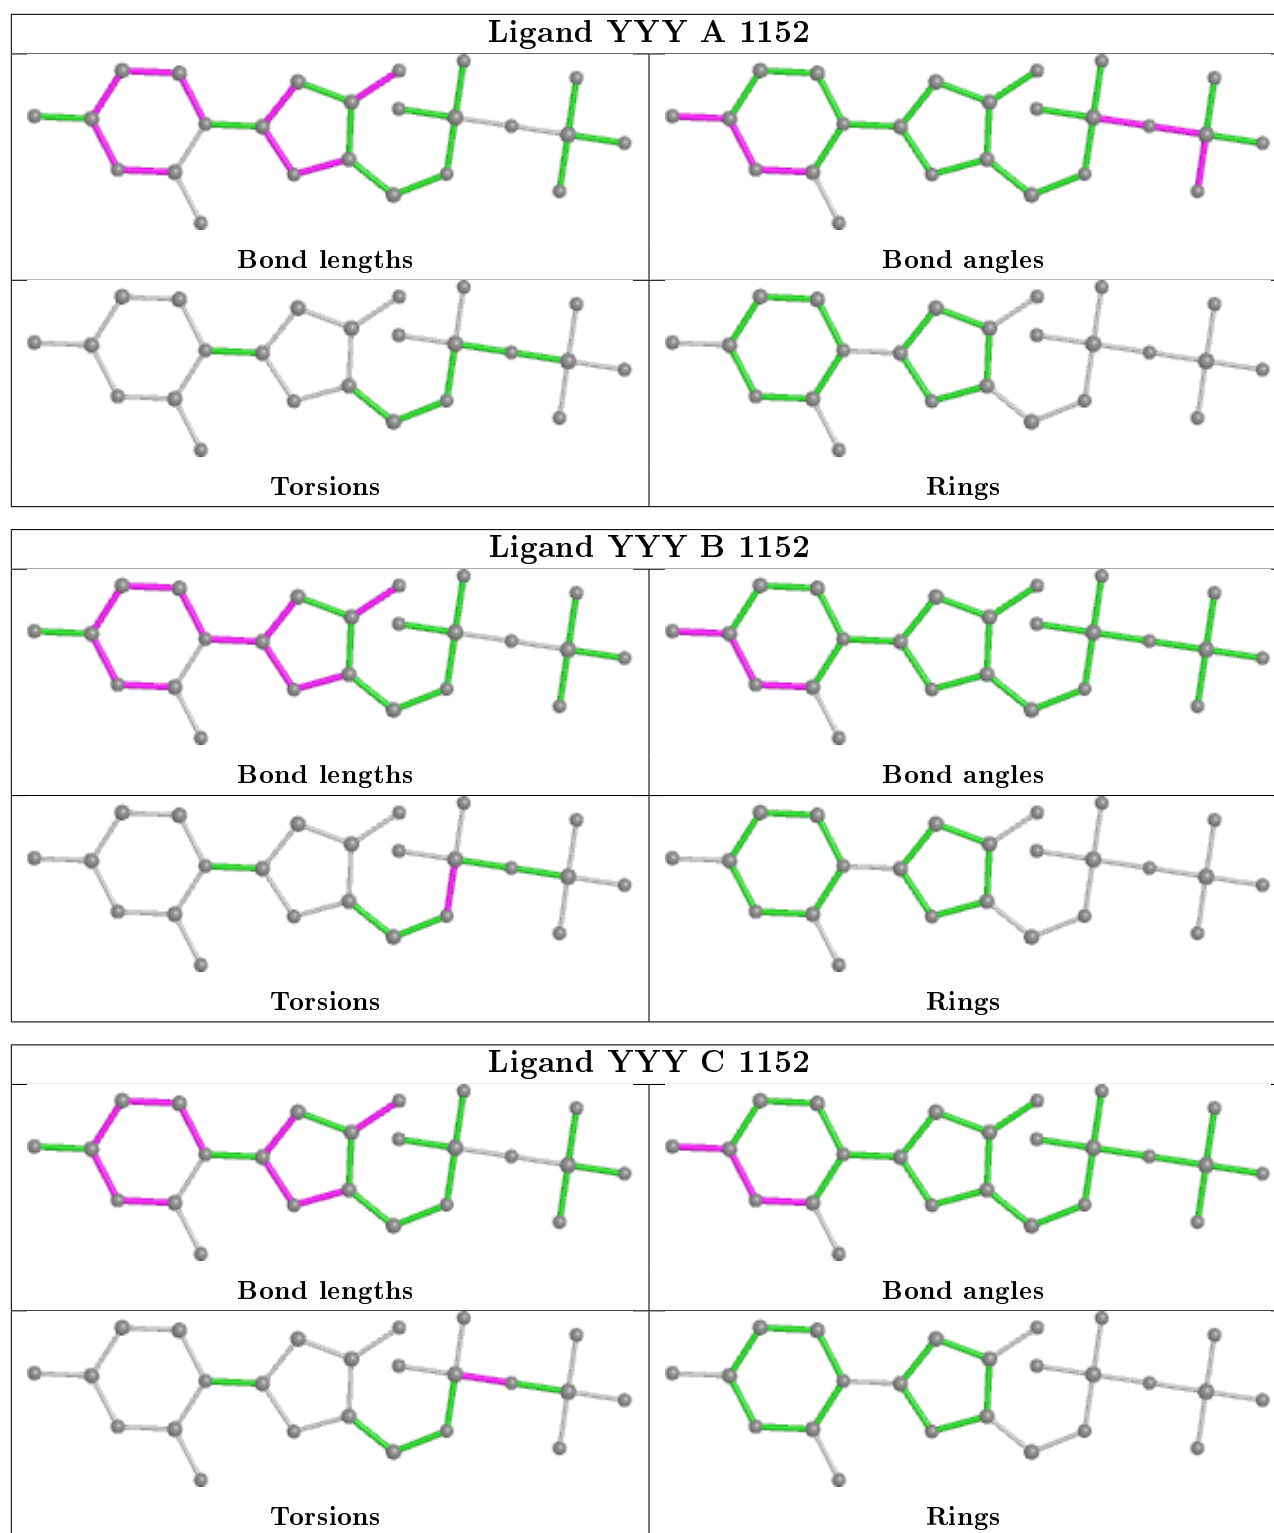 Ligand YYY A 1152
Bond lengths
Bond angles
Torsions
Rings
Ligand YYY B 1152
Bond lengths
Bond angles
Torsions
Rings
Ligand YYY C 1152
Bond lengths
Bond angles
Torsions
Rings